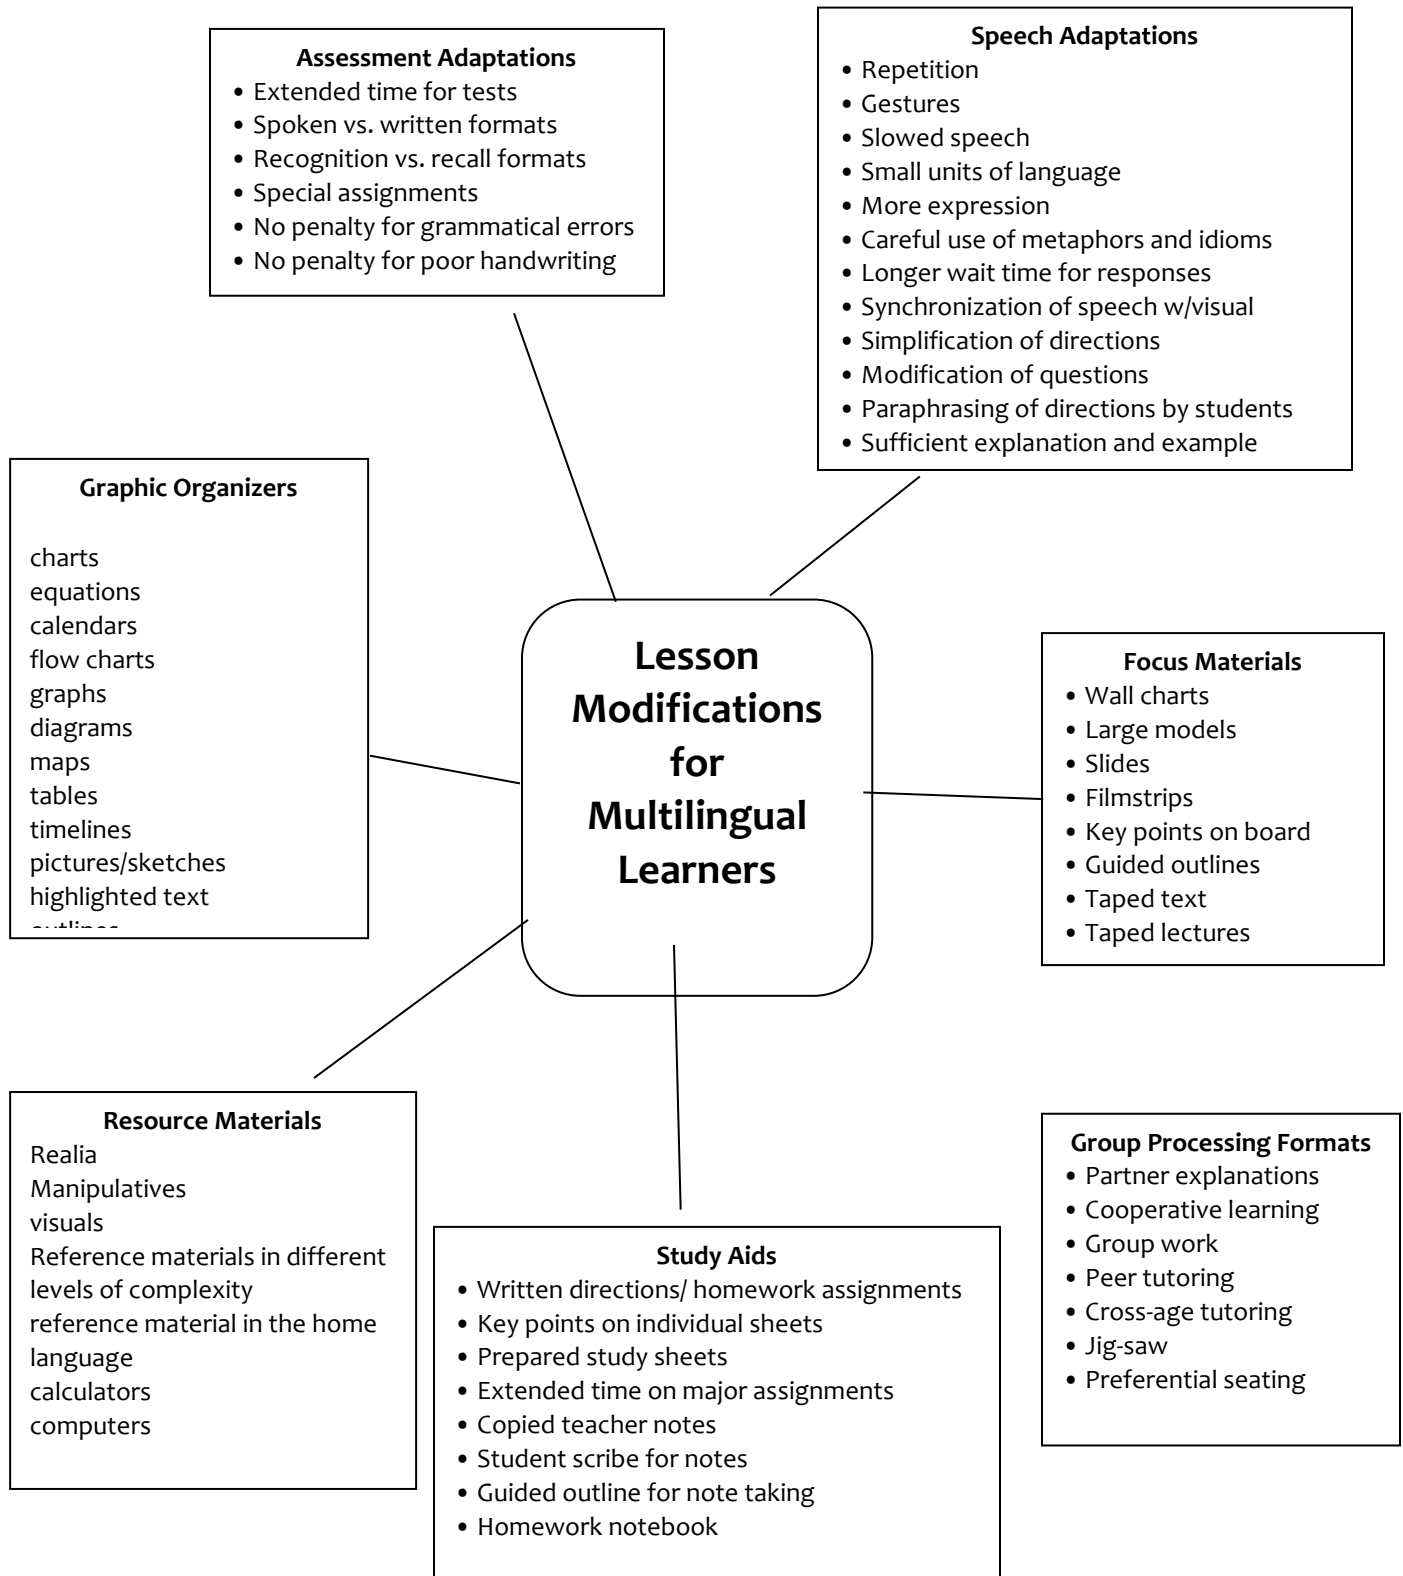 Assessment Adaptations
• Extended time for tests
• Spoken vs. written formats
• Recognition vs. recall formats
• Special assignments
• No penalty for grammatical errors
• No penalty for poor handwriting
Speech Adaptations
• Repetition
• Gestures
• Slowed speech
• Small units of language
• More expression
• Careful use of metaphors and idioms
• Longer wait time for responses
• Synchronization of speech w/visual
• Simplification of directions
• Modification of questions
• Paraphrasing of directions by students
• Sufficient explanation and example
Graphic Organizers
charts
equations
calendars
flow charts
graphs
diagrams
maps
tables
timelines
pictures/sketches
highlighted text
Lesson
Modifications
for
Multilingual
Learners
Focus Materials
• Wall charts
• Large models
• Slides
• Filmstrips
• Key points on board
• Guided outlines
• Taped text
• Taped lectures
Resource Materials
Realia
Manipulatives
visuals
Reference materials in different
levels of complexity
reference material in the home
language
calculators
computers
Study Aids
• Written directions/ homework assignments
• Key points on individual sheets
• Prepared study sheets
• Extended time on major assignments
• Copied teacher notes
• Student scribe for notes
• Guided outline for note taking
• Homework notebook
Group Processing Formats
• Partner explanations
• Cooperative learning
• Group work
• Peer tutoring
• Cross-age tutoring
• Jig-saw
• Preferential seating